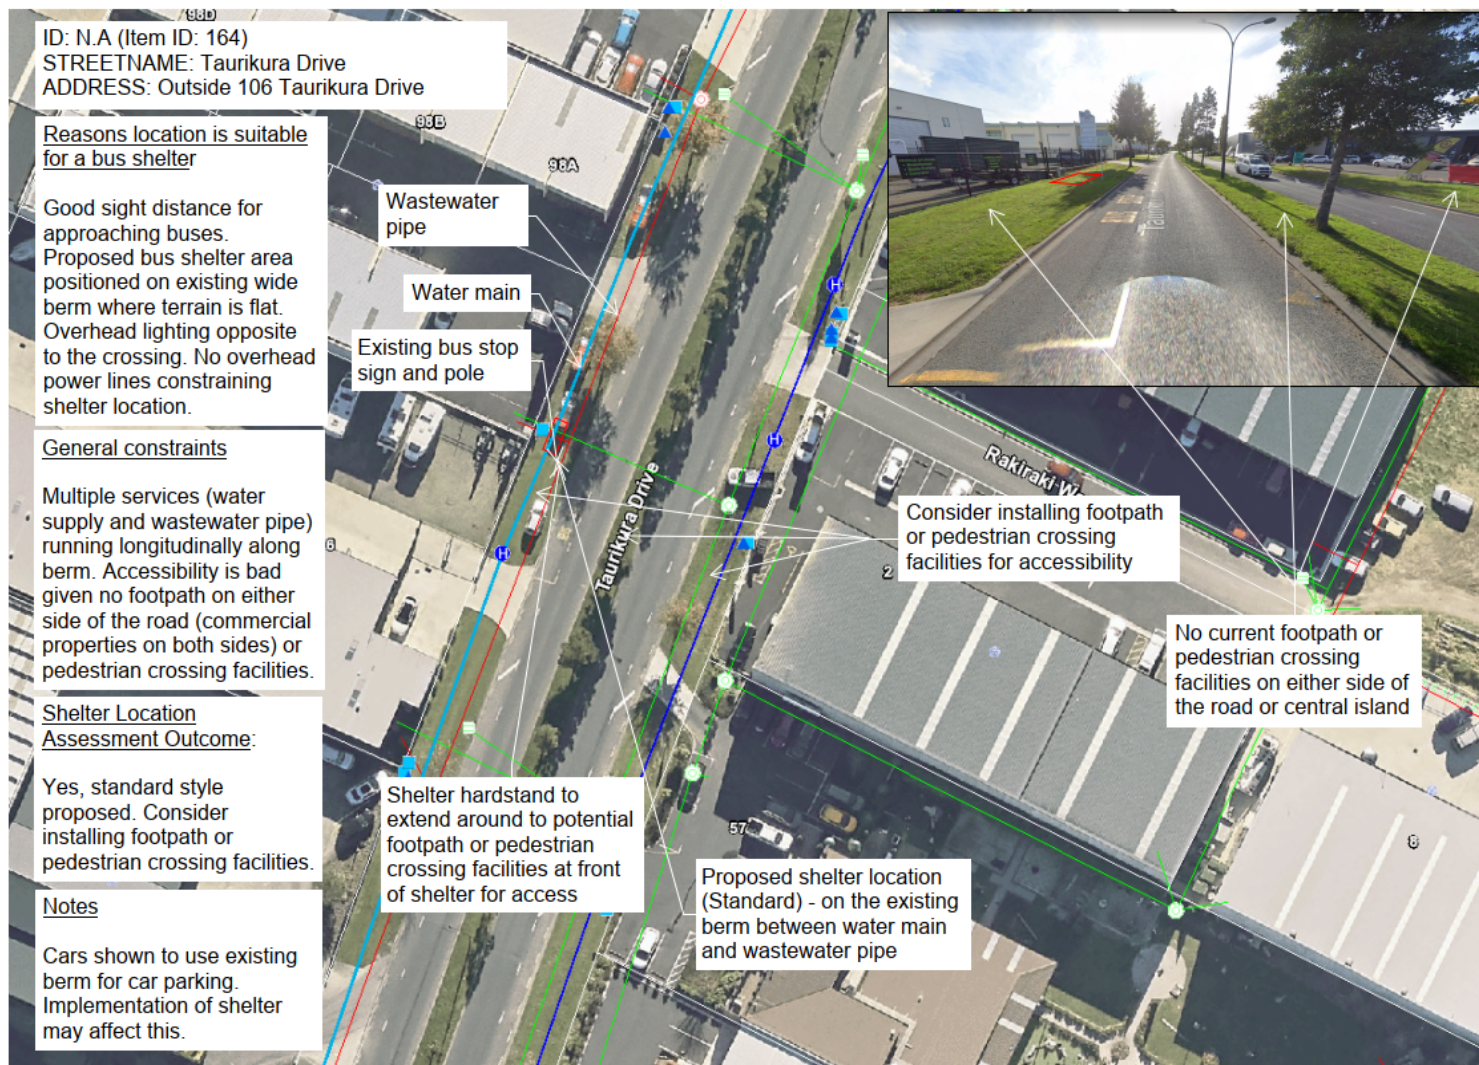 98D
ID: N.A (Item ID: 164)
STREETNAME: Taurikura Drive
ADDRESS: Outside 106 Taurikura Drive
Reasons location is suitable
for a bus shelter
Good sight distance for
approaching buses.
Proposed bus shelter area
positioned on existing wide
berm where terrain is flat.
Overhead lighting opposite
to the crossing. No overhead
power lines constraining
shelter location.
General constraints
Multiple services (water
supply and wastewater pipe)
running longitudinally along
berm. Accessibility is bad
given no footpath on either
side of the road (commercial
properties on both sides) or
pedestrian crossing facilities.
Shelter Location
Assessment Outcome:
Yes, standard style
proposed. Consider
installing footpath or
pedestrian crossing facilities.
Notes
Cars shown to use existing
berm for car parking.
Implementation of shelter
may affect this.
98B
98A
Wastewater
pipe
Water main
Existing bus stop
sign and pole
H
H
H
6
Taurikura Drive
Rakiraki W
2
57
8
Consider installing footpath
or pedestrian crossing
facilities for accessibility
No current footpath or
pedestrian crossing
facilities on either side of
the road or central island
Shelter hardstand to
extend around to potential
footpath or pedestrian
crossing facilities at front
of shelter for access
Proposed shelter location
(Standard) - on the existing
berm between water main
and wastewater pipe